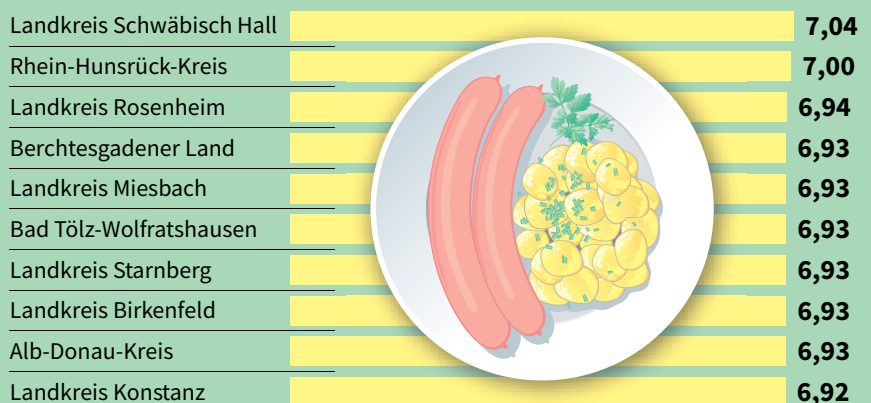 Landkreis Schwäbisch Hall 7,04
Rhein-Hunsrück-Kreis 7,00
Landkreis Rosenheim 6,94
Berchtesgadener Land 6,93
Landkreis Miesbach 6,93
Bad Tölz-Wolfratshausen 6,93
Landkreis Starnberg 6,93
Landkreis Birkenfeld 6,93
Alb-Donau-Kreis 6,93
Landkreis Konstanz 6,92